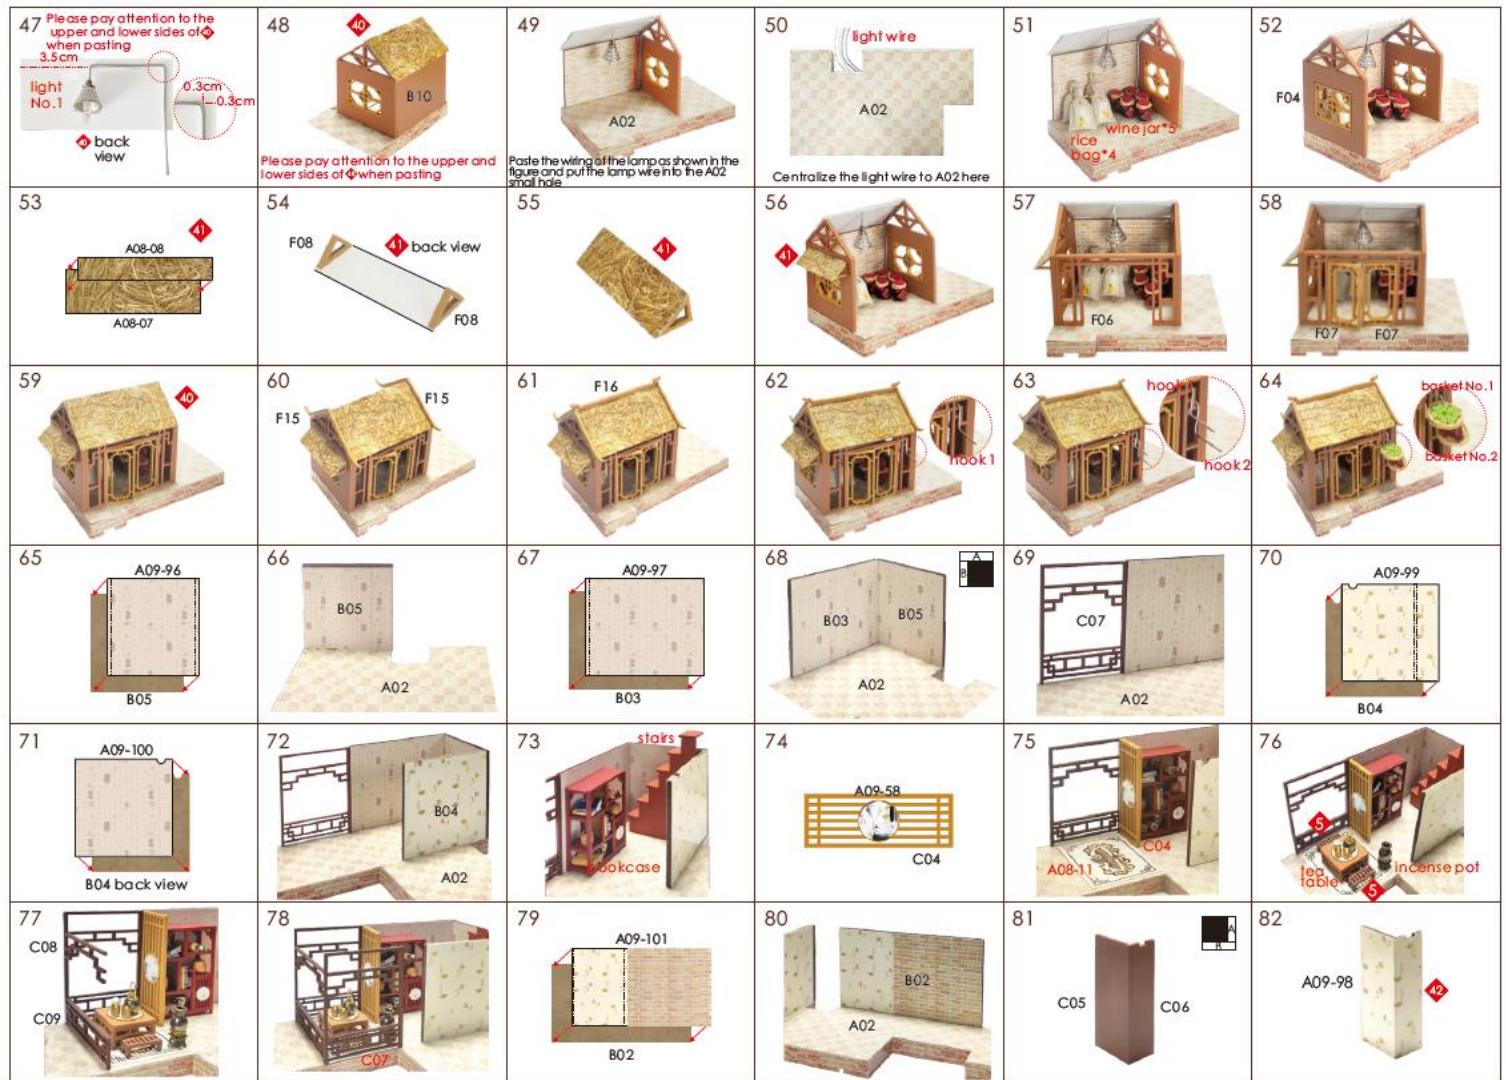 47
Please pay attention to the
upper and lower sides of 40
when pasting
3.5cm
light
No.1
0.3cm
0.3cm
40 back
view
48
40
B10
Please pay attention to the upper and
lower sides of when pasting
49
A02
Paste the wiring of the lamp as shown in the
figure and put the lamp wire into the A02
small hole
50
light wire
A02
Centralize the light wire to A02 here
51
wine jar*5
rice
bag*4
52
F04
53
41
A08-08
A08-07
54
F08
41 back view
F08
55
41
56
41
57
F06
58
F07 F07
59
40
60
F15
F15
61
F16
62
hook 1
63
hook
hook 2
64
basket No.1
basket No.2
65
A09-96
B05
66
B05
A02
67
A09-97
B03
68
A
B
B03
B05
A02
69
C07
A02
70
A09-99
B04
71
A09-100
B04 back view
72
B04
A02
73
stairs
bookcase
74
A09-58
C04
75
C04
A08-11
76
5
tea
table
incense pot
5
77
C08
C09
78
C07
79
A09-101
B02
80
B02
A02
81
A
B
C05
C06
82
A09-98
42